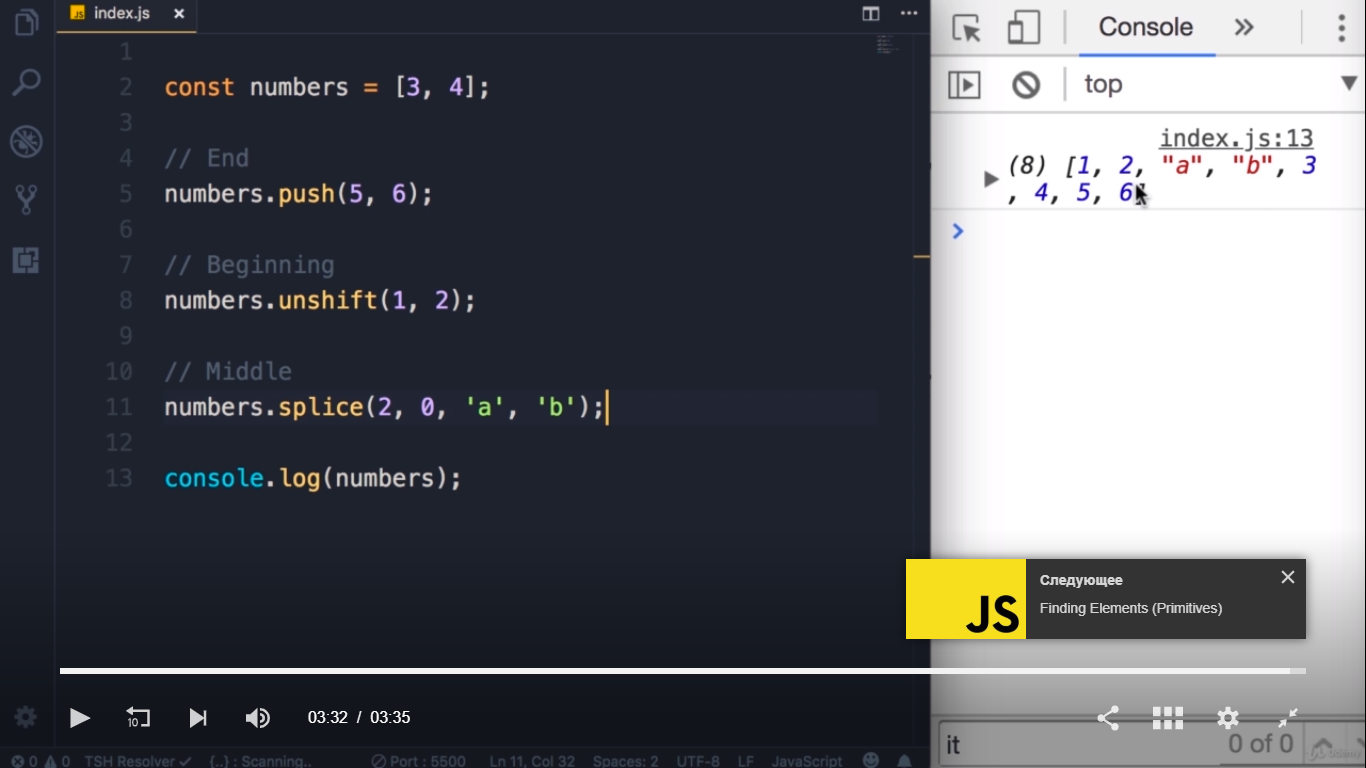 index.js
1
2 const numbers = [3, 4];
3
4 // End
5 numbers.push(5, 6);
6
7 // Beginning
8 numbers.unshift(1, 2);
9
10 // Middle
11 numbers.splice(2, 0, 'a', 'b');
12
13 console.log(numbers);
Console
top
index.js:13
(8) [1, 2, "a", "b", 3
, 4, 5, 6]
JS
Следующее
Finding Elements (Primitives)
10
03:32 / 03:35
it
0 of 0
0 0 TSH Resolver {..} : Scanning.. Port : 5500 Ln 11, Col 32 Spaces: 2 UTF-8 LF JavaScript